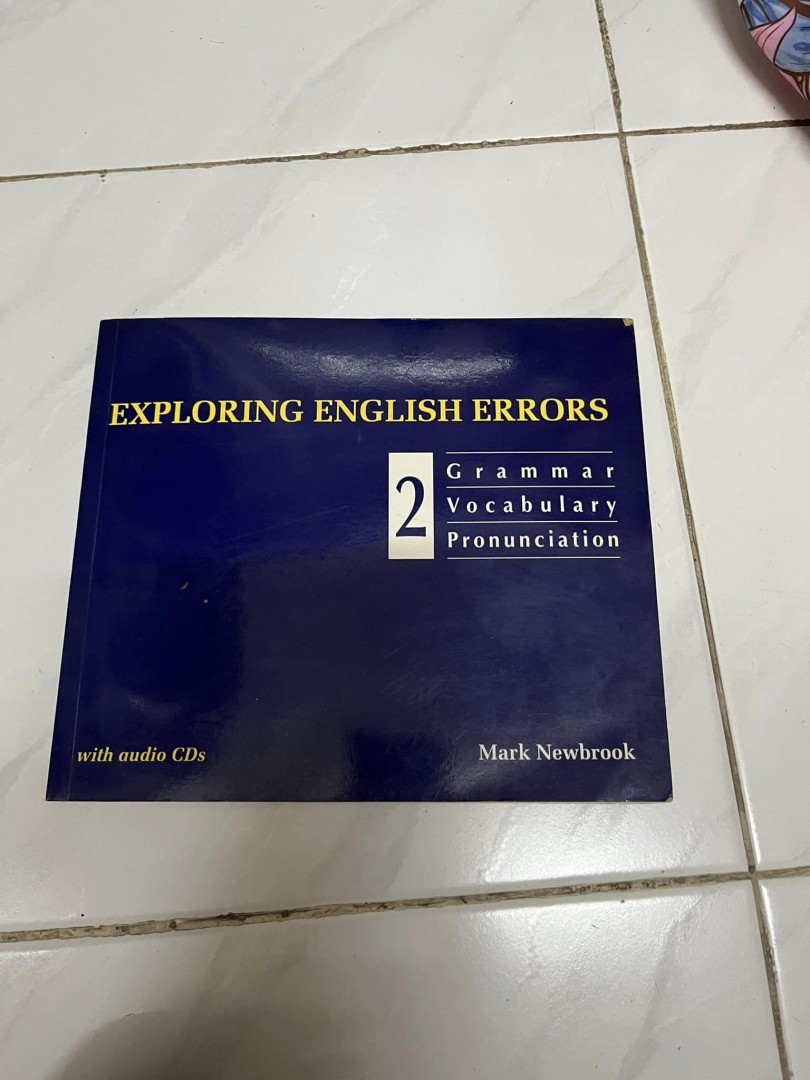 EXPLORING ENGLISH ERRORS
2
Grammar
Vocabulary
Pronunciation
with audio CDs
Mark Newbrook